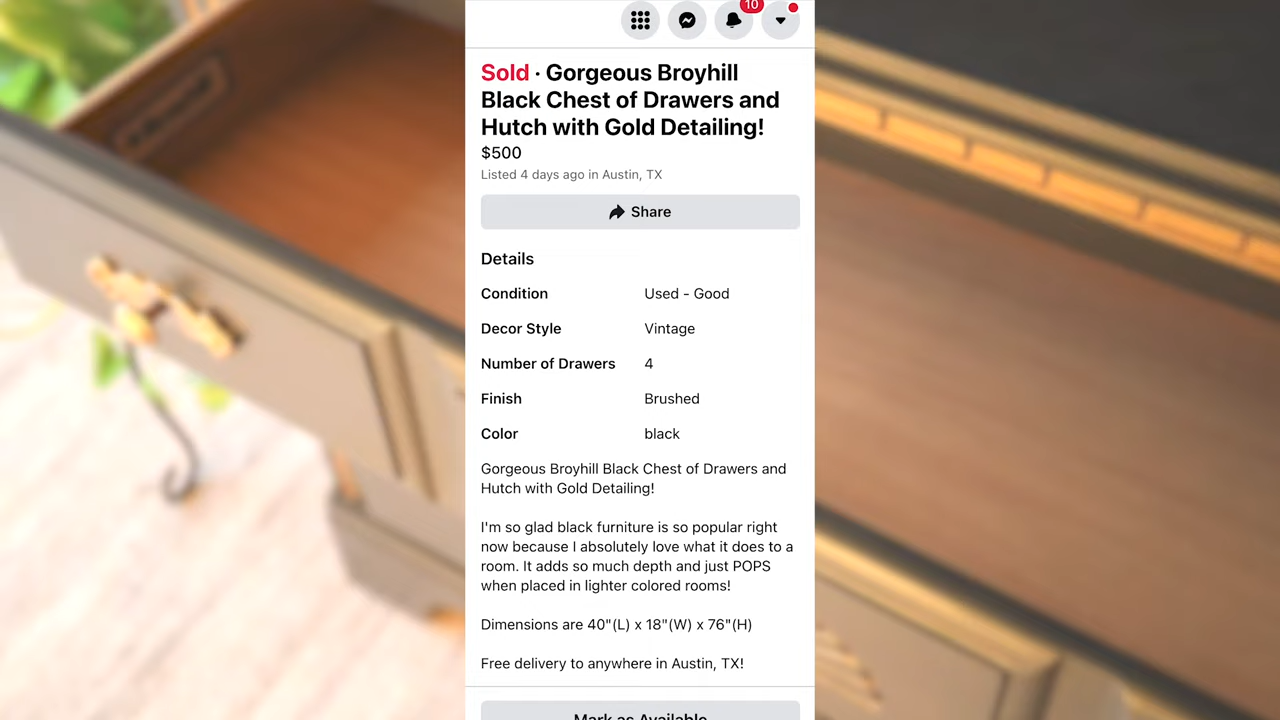 10
Sold · Gorgeous Broyhill
Black Chest of Drawers and
Hutch with Gold Detailing!
$500
Listed 4 days ago in Austin, TX
Share
Details
Condition Used - Good
Decor Style Vintage
Number of Drawers 4
Finish Brushed
Color black
Gorgeous Broyhill Black Chest of Drawers and
Hutch with Gold Detailing!
I'm so glad black furniture is so popular right
now because I absolutely love what it does to a
room. It adds so much depth and just POPS
when placed in lighter colored rooms!
Dimensions are 40"(L) x 18"(W) x 76"(H)
Free delivery to anywhere in Austin, TX!
Mark as Available